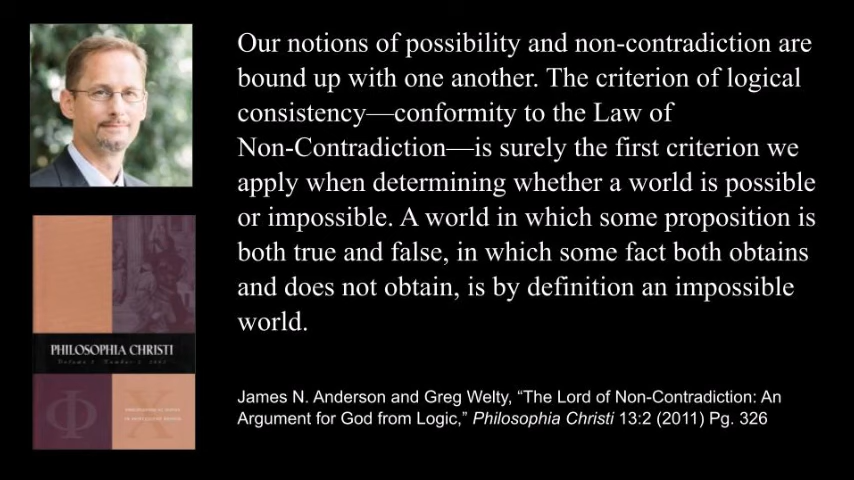 Our notions of possibility and non-contradiction are
bound up with one another. The criterion of logical
consistency—conformity to the Law of
Non-Contradiction—is surely the first criterion we
apply when determining whether a world is possible
or impossible. A world in which some proposition is
both true and false, in which some fact both obtains
and does not obtain, is by definition an impossible
world.
James N. Anderson and Greg Welty, “The Lord of Non-Contradiction: An
Argument for God from Logic,” Philosophia Christi 13:2 (2011) Pg. 326
PHILOSOPHIA CHRISTI
Φ X